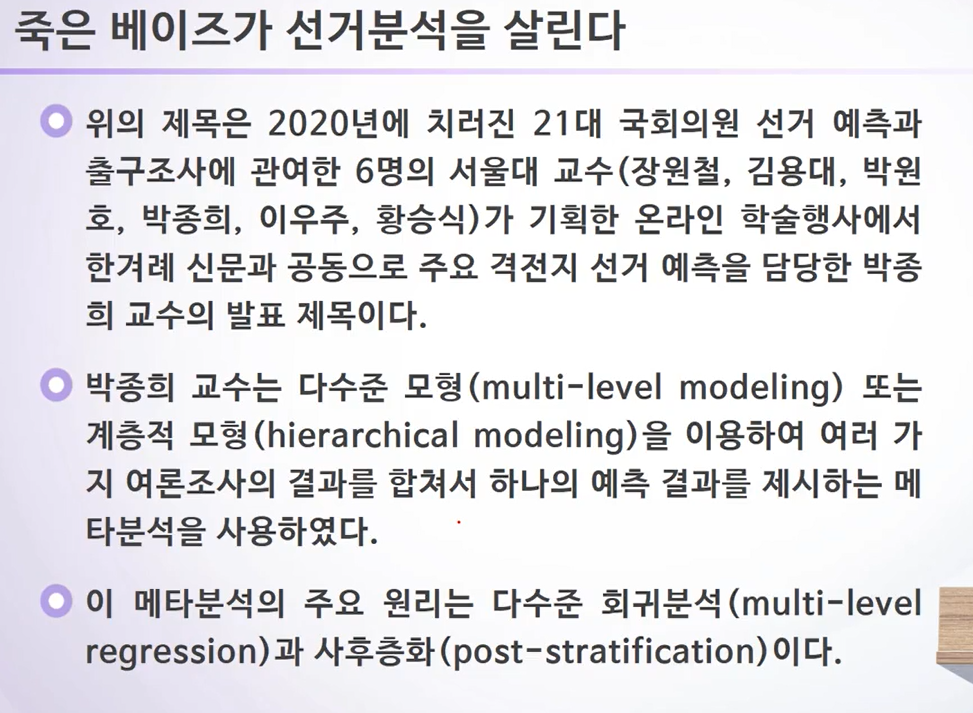 죽은 베이즈가 선거분석을 살린다
위의 제목은 2020년에 치러진 21대 국회의원 선거 예측과
출구조사에 관여한 6명의 서울대 교수(장원철, 김용대, 박원
호, 박종희, 이우주, 황승식)가 기획한 온라인 학술행사에서
한겨레 신문과 공동으로 주요 격전지 선거 예측을 담당한 박종
희 교수의 발표 제목이다.
박종희 교수는 다수준 모형(multi-level modeling) 또는
계층적 모형(hierarchical modeling)을 이용하여 여러 가
지 여론조사의 결과를 합쳐서 하나의 예측 결과를 제시하는 메
타분석을 사용하였다.
이 메타분석의 주요 원리는 다수준 회귀분석(multi-level
regression)과 사후층화(post-stratification)이다.